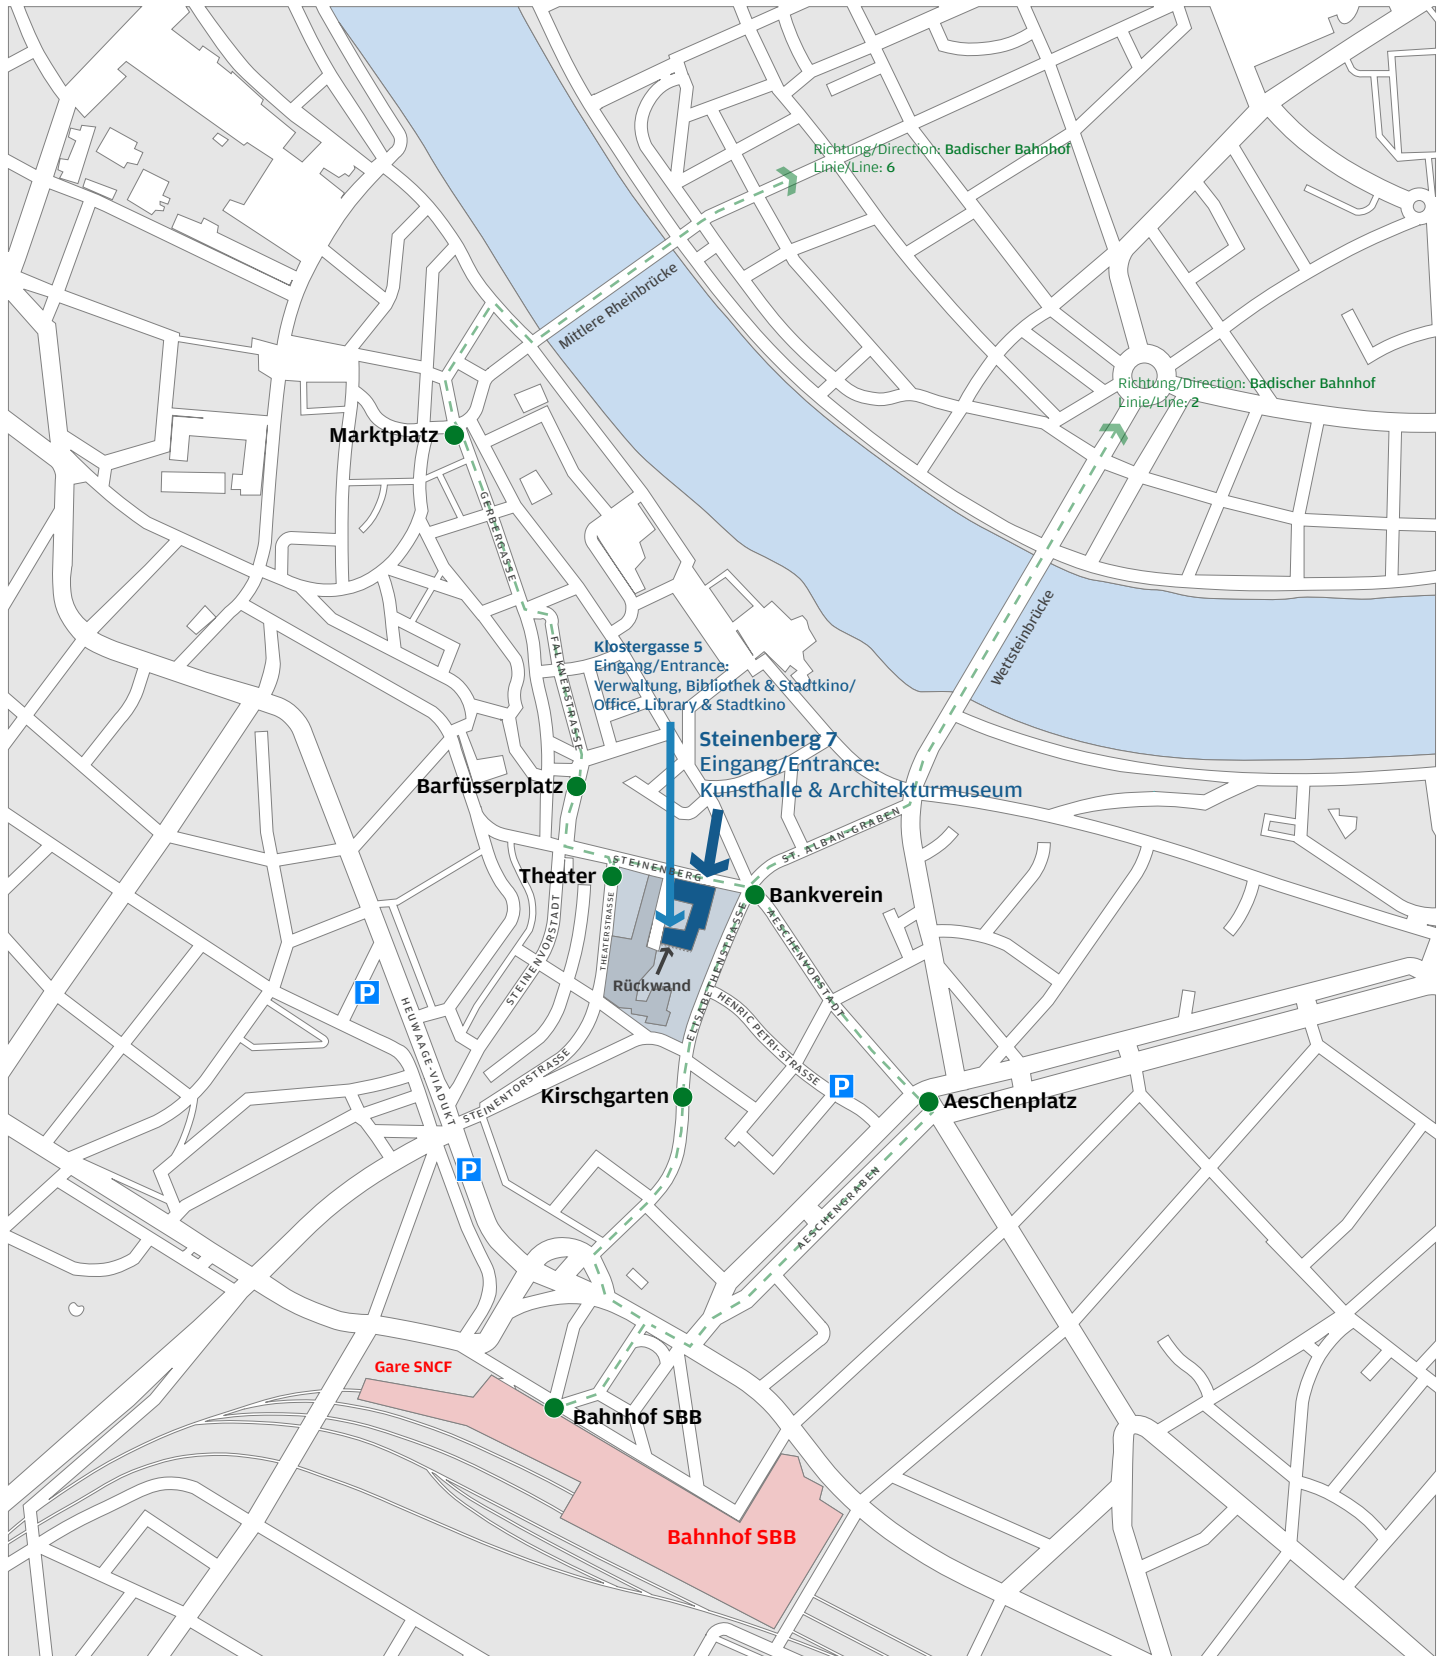 Richtung/Direction: Badischer Bahnhof
Linie/Line: 6
Mittlere Rheinbrücke
Richtung/Direction: Badischer Bahnhof
Linie/Line: 2
Marktplatz
GERBERGASSE
Wettsteinbrücke
FALKNERSTRASSE
Klostergasse 5
Eingang/Entrance:
Verwaltung, Bibliothek & Stadtkino/
Office, Library & Stadtkino
Steinenberg 7
Eingang/Entrance:
Kunsthalle & Architekturmuseum
Barfüsserplatz
ST. ALBAN-GRABEN
STEINENBERG
Theater
Bankverein
STEINENVORSTADT
THEATERSTRASSE
ELISABETHENSTRASSE
AESCHENVORSTADT
Rückwand
P
HEUWAAGE-VIADUKT
HENRIC PETRI-STRASSE
STEINENTORSTRASSE
P
Kirschgarten
Aeschenplatz
P
AESCHENGRABEN
Gare SNCF
Bahnhof SBB
Bahnhof SBB